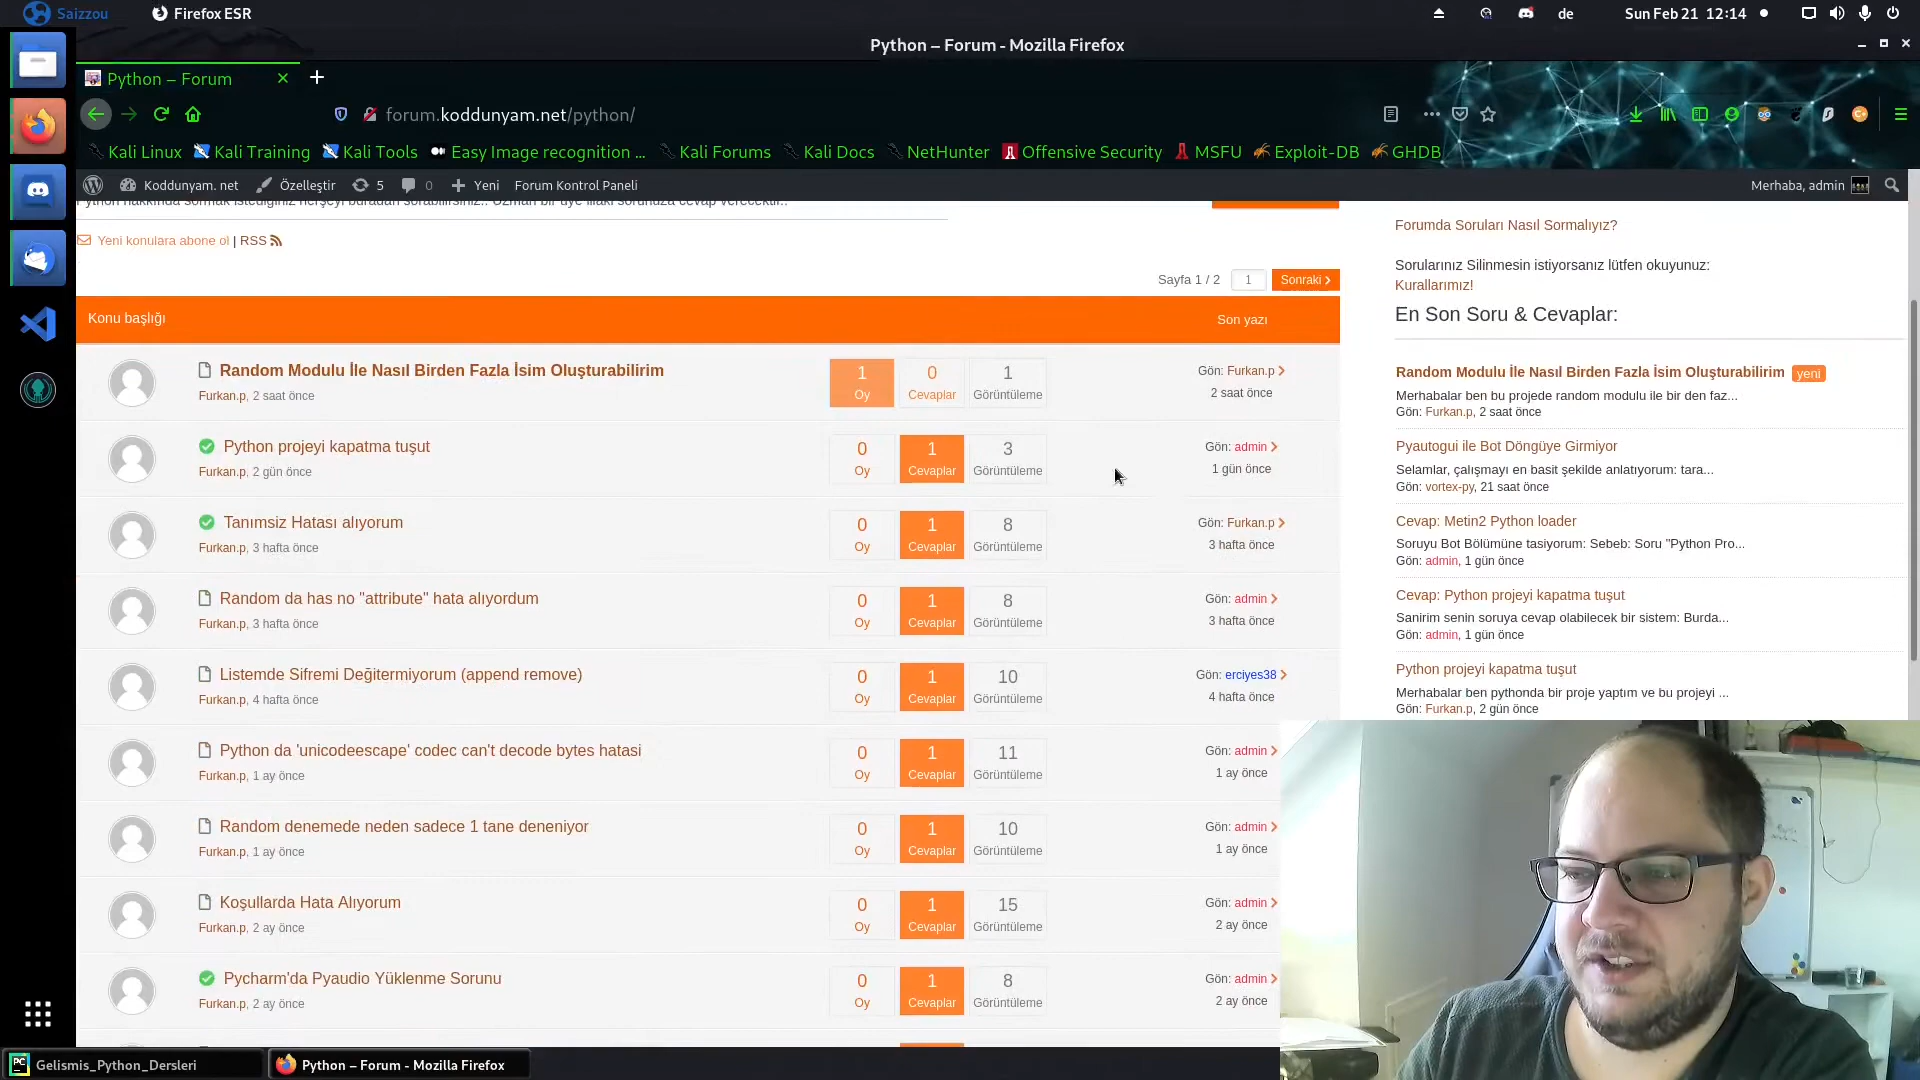 Saizzou
Firefox ESR
de
Sun Feb 21 12:14
Python – Forum - Mozilla Firefox
Python – Forum
forum.koddunyam.net/python/
Kali Linux
Kali Training
Kali Tools
Easy Image recognition ...
Kali Forums
Kali Docs
NetHunter
Offensive Security
MSFU
Exploit-DB
GHDB
Koddunyam. net
Özelleştir
5
0
Yeni
Forum Kontrol Paneli
Merhaba, admin
Python hakkında sormak istediğiniz herşeyi buradan sorabilirsiniz.. Uzman bir üye illaki sorunuza cevap verecektir..
Yeni konulara abone ol | RSS
Sayfa 1 / 2
1
Sonraki
Konu başlığı
Son yazı
Random Modulu İle Nasıl Birden Fazla İsim Oluşturabilirim
Furkan.p, 2 saat önce
1
Oy
0
Cevaplar
1
Görüntüleme
Gön: Furkan.p
2 saat önce
Python projeyi kapatma tuşut
Furkan.p, 2 gün önce
0
Oy
1
Cevaplar
3
Görüntüleme
Gön: admin
1 gün önce
Tanımsiz Hatası alıyorum
Furkan.p, 3 hafta önce
0
Oy
1
Cevaplar
8
Görüntüleme
Gön: Furkan.p
3 hafta önce
Random da has no "attribute" hata alıyordum
Furkan.p, 3 hafta önce
0
Oy
1
Cevaplar
8
Görüntüleme
Gön: admin
3 hafta önce
Listemde Sifremi Değitermiyorum (append remove)
Furkan.p, 4 hafta önce
0
Oy
1
Cevaplar
10
Görüntüleme
Gön: erciyes38
4 hafta önce
Python da 'unicodeescape' codec can't decode bytes hatasi
Furkan.p, 1 ay önce
0
Oy
1
Cevaplar
11
Görüntüleme
Gön: admin
1 ay önce
Random denemede neden sadece 1 tane deneniyor
Furkan.p, 1 ay önce
0
Oy
1
Cevaplar
10
Görüntüleme
Gön: admin
1 ay önce
Koşullarda Hata Alıyorum
Furkan.p, 2 ay önce
0
Oy
1
Cevaplar
15
Görüntüleme
Gön: admin
2 ay önce
Pycharm'da Pyaudio Yüklenme Sorunu
Furkan.p, 2 ay önce
0
Oy
1
Cevaplar
8
Görüntüleme
Gön: admin
2 ay önce
Forumda Soruları Nasıl Sormalıyız?
Sorularınız Silinmesin istiyorsanız lütfen okuyunuz:
Kurallarımız!
En Son Soru & Cevaplar:
Random Modulu İle Nasıl Birden Fazla İsim Oluşturabilirim yeni
Merhabalar ben bu projede random modulu ile bir den faz...
Gön: Furkan.p, 2 saat önce
Pyautogui ile Bot Döngüye Girmiyor
Selamlar, çalışmayı en basit şekilde anlatıyorum: tara...
Gön: vortex-py, 21 saat önce
Cevap: Metin2 Python loader
Soruyu Bot Bölümüne tasiyorum: Sebeb: Soru "Python Pro...
Gön: admin, 1 gün önce
Cevap: Python projeyi kapatma tuşut
Sanirim senin soruya cevap olabilecek bir sistem: Burda...
Gön: admin, 1 gün önce
Python projeyi kapatma tuşut
Merhabalar ben pythonda bir proje yaptım ve bu projeyi ...
Gön: Furkan.p, 2 gün önce
Gelismis_Python_Dersleri
Python – Forum - Mozilla Firefox